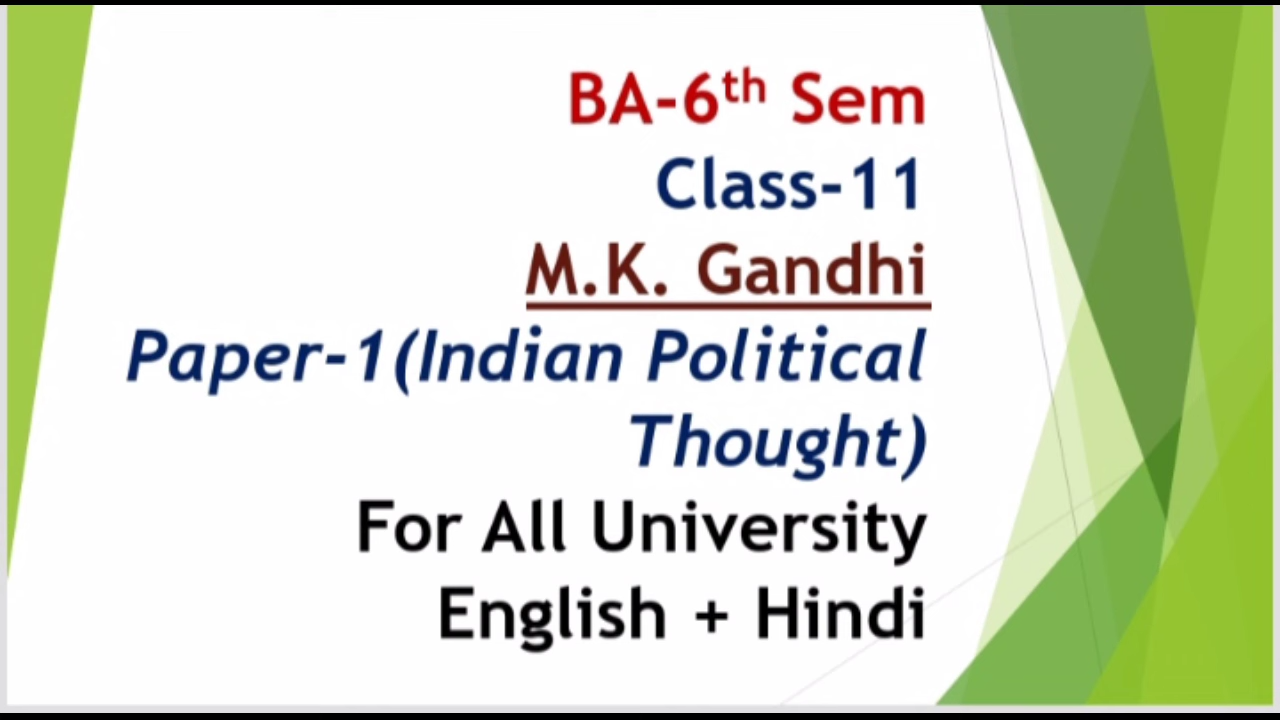 BA-6th Sem
Class-11
M.K. Gandhi
Paper-1(Indian Political
Thought)
For All University
English + Hindi